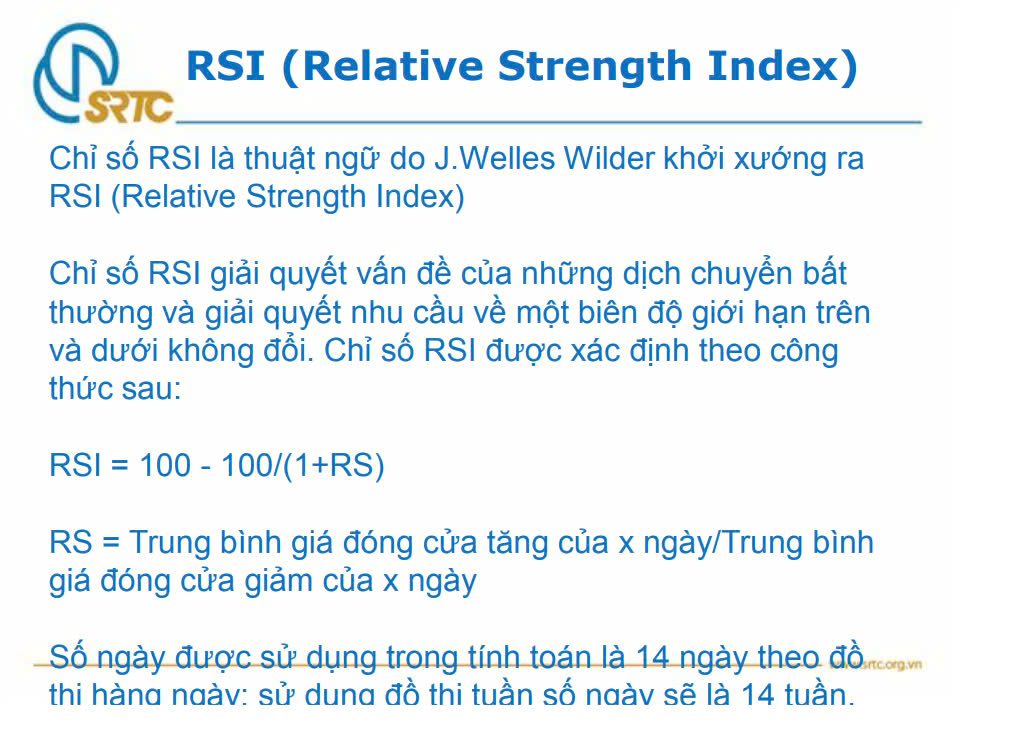 SRTC
RSI (Relative Strength Index)
Chỉ số RSI là thuật ngữ do J.Welles Wilder khởi xướng ra
RSI (Relative Strength Index)
Chỉ số RSI giải quyết vấn đề của những dịch chuyển bất
thường và giải quyết nhu cầu về một biên độ giới hạn trên
và dưới không đổi. Chỉ số RSI được xác định theo công
thức sau:
RSI = 100 - 100/(1+RS)
RS = Trung bình giá đóng cửa tăng của x ngày/Trung bình
giá đóng cửa giảm của x ngày
Số ngày được sử dụng trong tính toán là 14 ngày theo đồ
thị hàng ngày; sử dụng đồ thị tuần số ngày sẽ là 14 tuần.